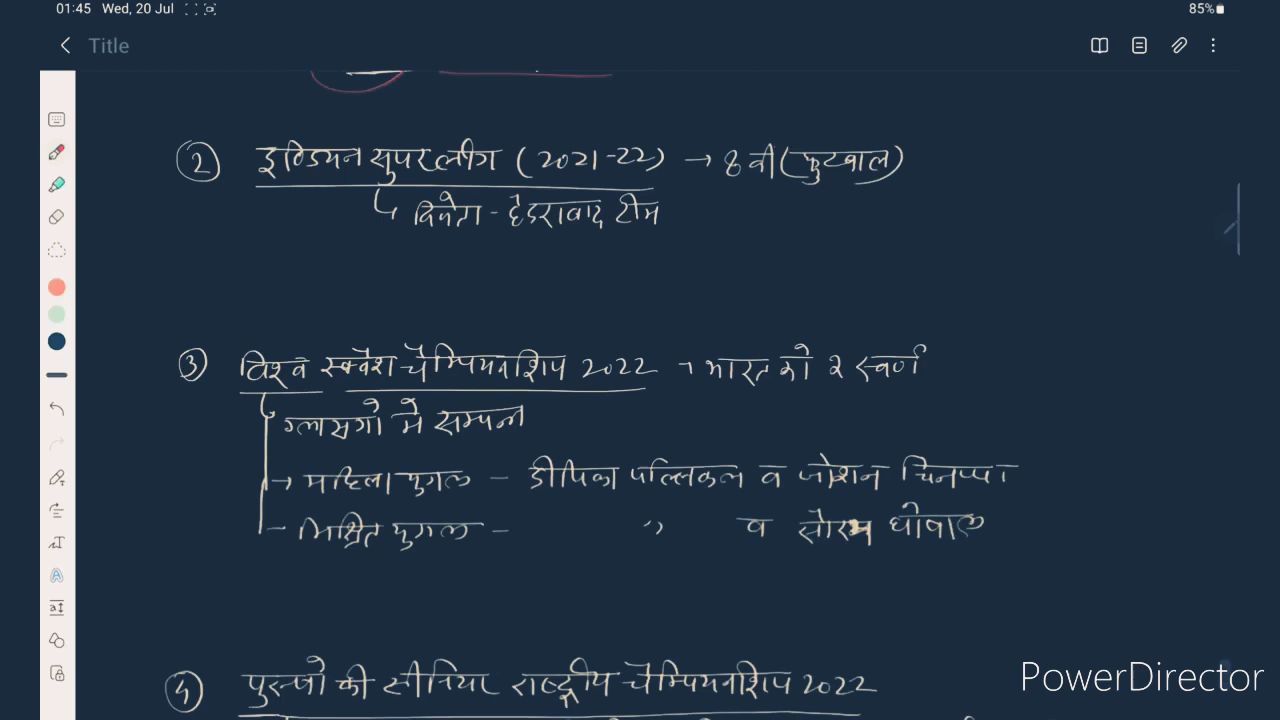 01:45 Wed, 20 Jul 85%
Title
② इण्डियन सुपर लीग (2021-22) → 8 वी (फुटबाल)
विजेता - हैदराबाद टीम
③ विश्व स्क्वैश चैम्पियनशिप 2022 → भारत को 2 स्वर्ण
ग्लासगो मे सम्पन्न
→ महिला युगल - दीपिका पल्लिकल व जोशन चिनप्पा
- मिश्रित युगल - " व सौरभ घोषाल
④ पुरूषो की सीनियर राष्ट्रीय चैम्पियनशिप 2022
PowerDirector